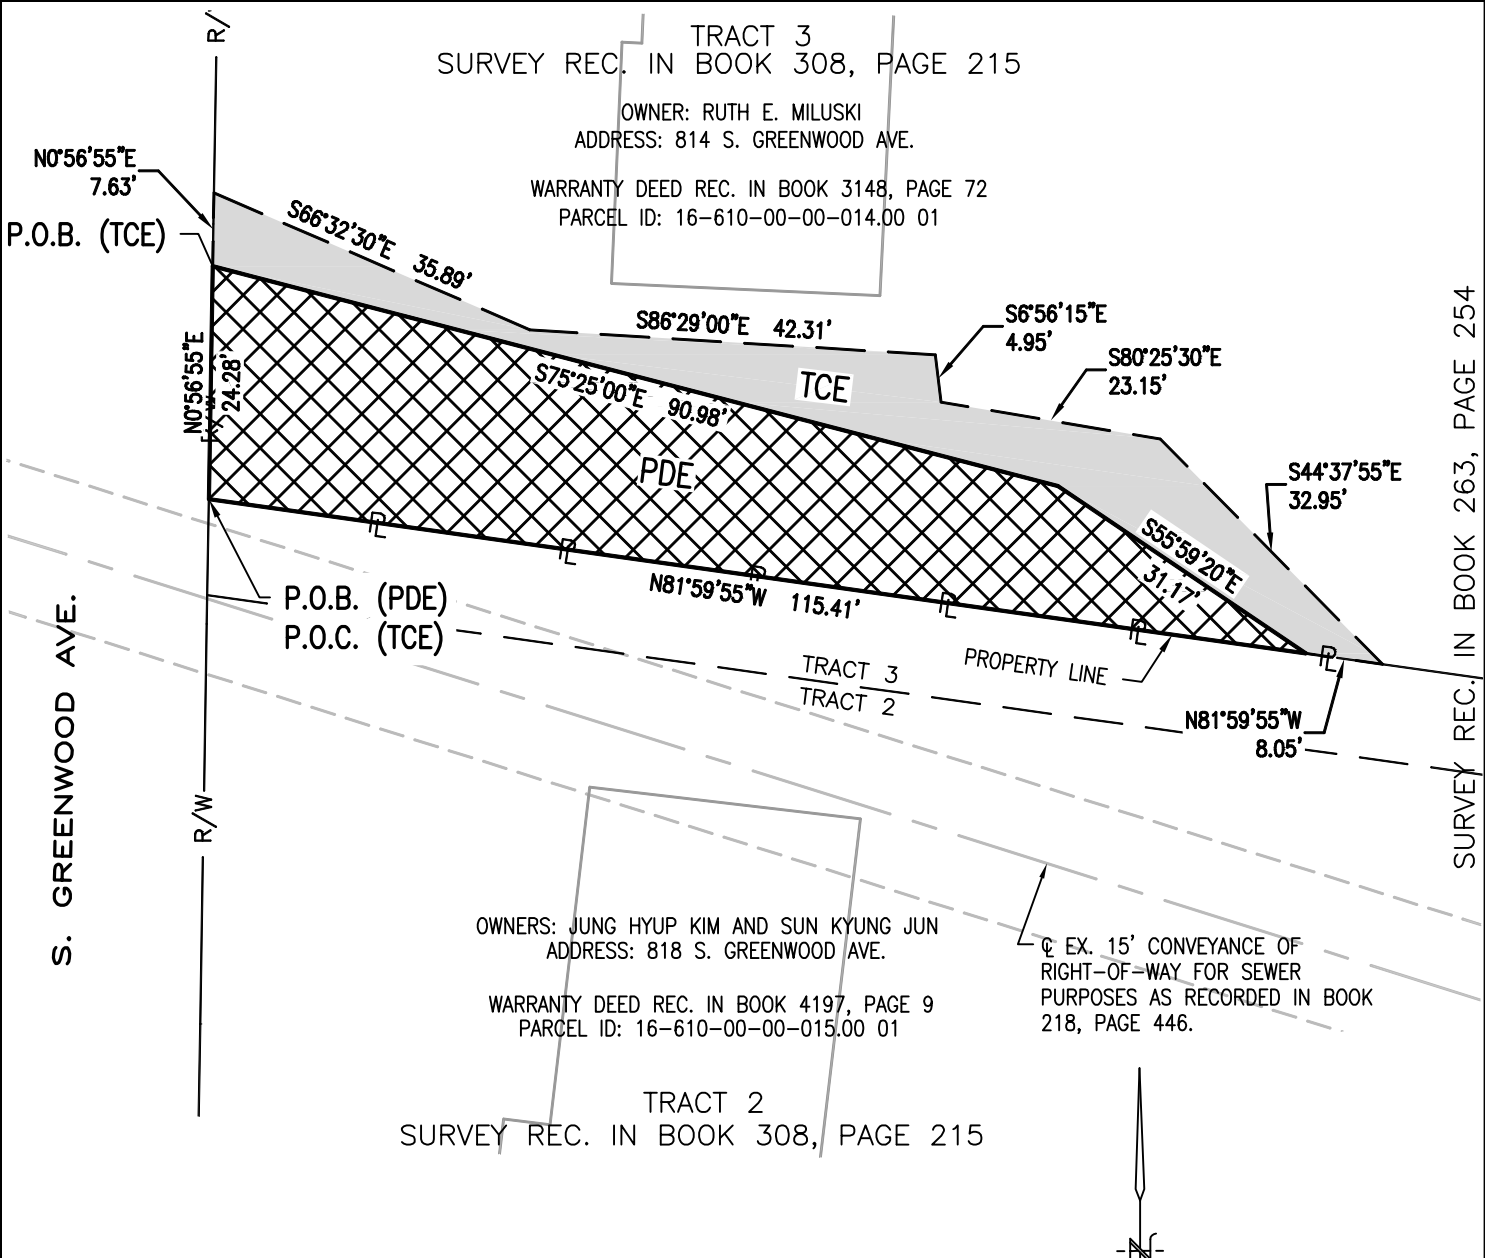 R/
TRACT 3
SURVEY REC. IN BOOK 308, PAGE 215
OWNER: RUTH E. MILUSKI
ADDRESS: 814 S. GREENWOOD AVE.
WARRANTY DEED REC. IN BOOK 3148, PAGE 72
PARCEL ID: 16-610-00-00-014.00 01
N0°56'55"E
7.63'
P.O.B. (TCE)
S66°32'30"E 35.89'
S86°29'00"E 42.31'
S6°56'15"E
4.95'
S80°25'30"E
23.15'
TCE
S75°25'00"E 90.98'
N0°56'55"E
24.28'
PDE
S44°37'55"E
32.95'
S55°59'20"E
31.17'
SURVEY REC. IN BOOK 263, PAGE 254
PL
PL
PL
PL
PL
N81°59'55"W 115.41'
P.O.B. (PDE)
P.O.C. (TCE)
TRACT 3
TRACT 2
PROPERTY LINE
N81°59'55"W
8.05'
S. GREENWOOD AVE.
R/W
OWNERS: JUNG HYUP KIM AND SUN KYUNG JUN
ADDRESS: 818 S. GREENWOOD AVE.
WARRANTY DEED REC. IN BOOK 4197, PAGE 9
PARCEL ID: 16-610-00-00-015.00 01
TRACT 2
SURVEY REC. IN BOOK 308, PAGE 215
℄ EX. 15' CONVEYANCE OF
RIGHT-OF-WAY FOR SEWER
PURPOSES AS RECORDED IN BOOK
218, PAGE 446.
N